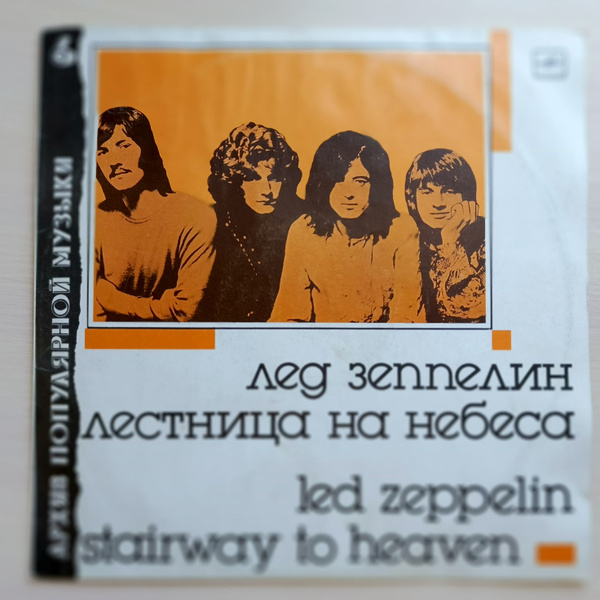 АРХИВ ПОПУЛЯРНОЙ МУЗЫКИ
лед зеппелин
лестница на небеса
led zeppelin
stairway to heaven